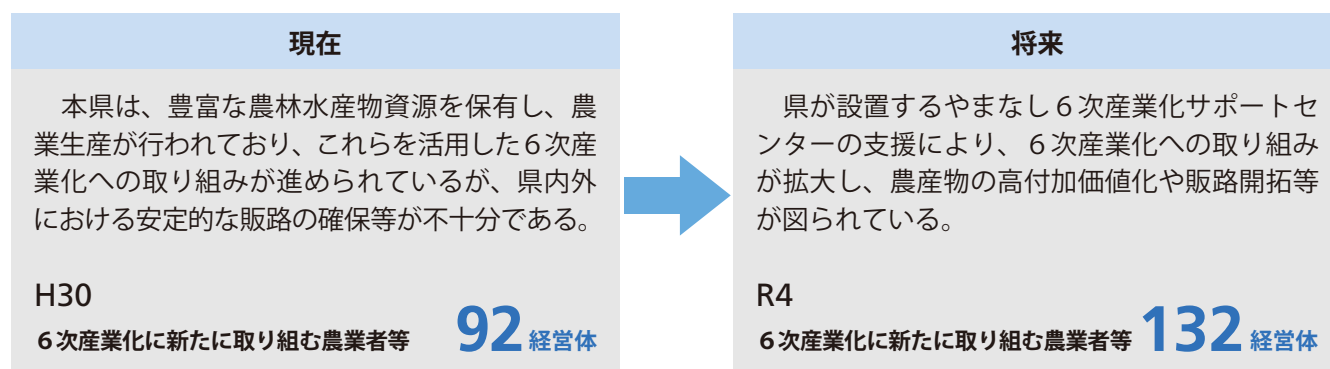 現在
本県は、豊富な農林水産物資源を保有し、農
業生産が行われており、これらを活用した６次産
業化への取り組みが進められているが、県内外
における安定的な販路の確保等が不十分である。
H30
６次産業化に新たに取り組む農業者等 92 経営体
将来
県が設置するやまなし６次産業化サポートセ
ンターの支援により、６次産業化への取り組み
が拡大し、農産物の高付加価値化や販路開拓等
が図られている。
R4
６次産業化に新たに取り組む農業者等 132 経営体